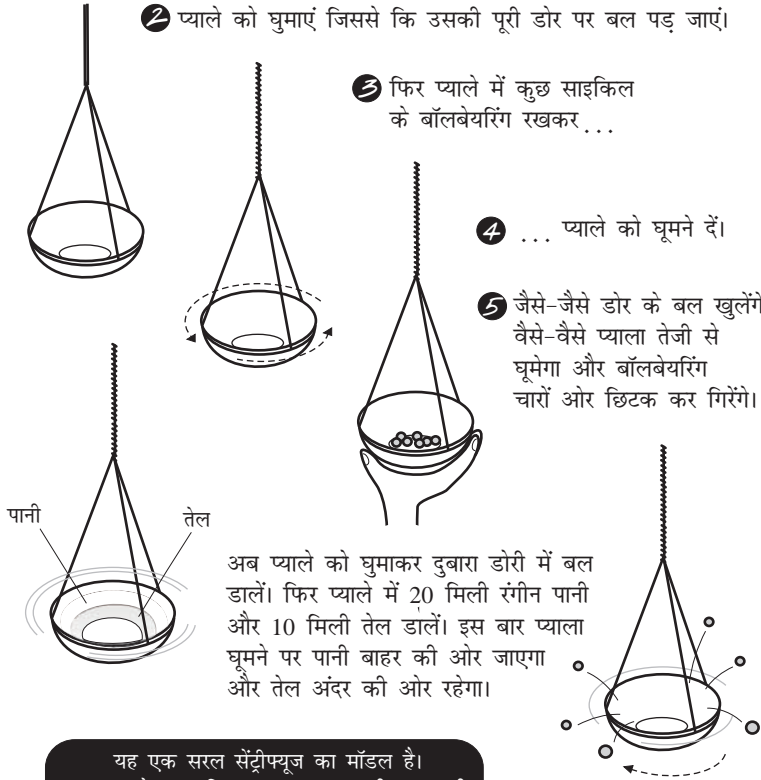 2 प्याले को घुमाएं जिससे कि उसकी पूरी डोर पर बल पड़ जाएं।
3 फिर प्याले में कुछ साइकिल
के बॉलबेयरिंग रखकर ...
4 ... प्याले को घूमने दें।
5 जैसे-जैसे डोर के बल खुलेंगे
वैसे-वैसे प्याला तेजी से
घूमेगा और बॉलबेयरिंग
चारों ओर छिटक कर गिरेंगे।
पानी
तेल
अब प्याले को घुमाकर दुबारा डोरी में बल
डालें। फिर प्याले में 20 मिली रंगीन पानी
और 10 मिली तेल डालें। इस बार प्याला
घूमने पर पानी बाहर की ओर जाएगा
और तेल अंदर की ओर रहेगा।
यह एक सरल सेंट्रीफ्यूज का मॉडल है।